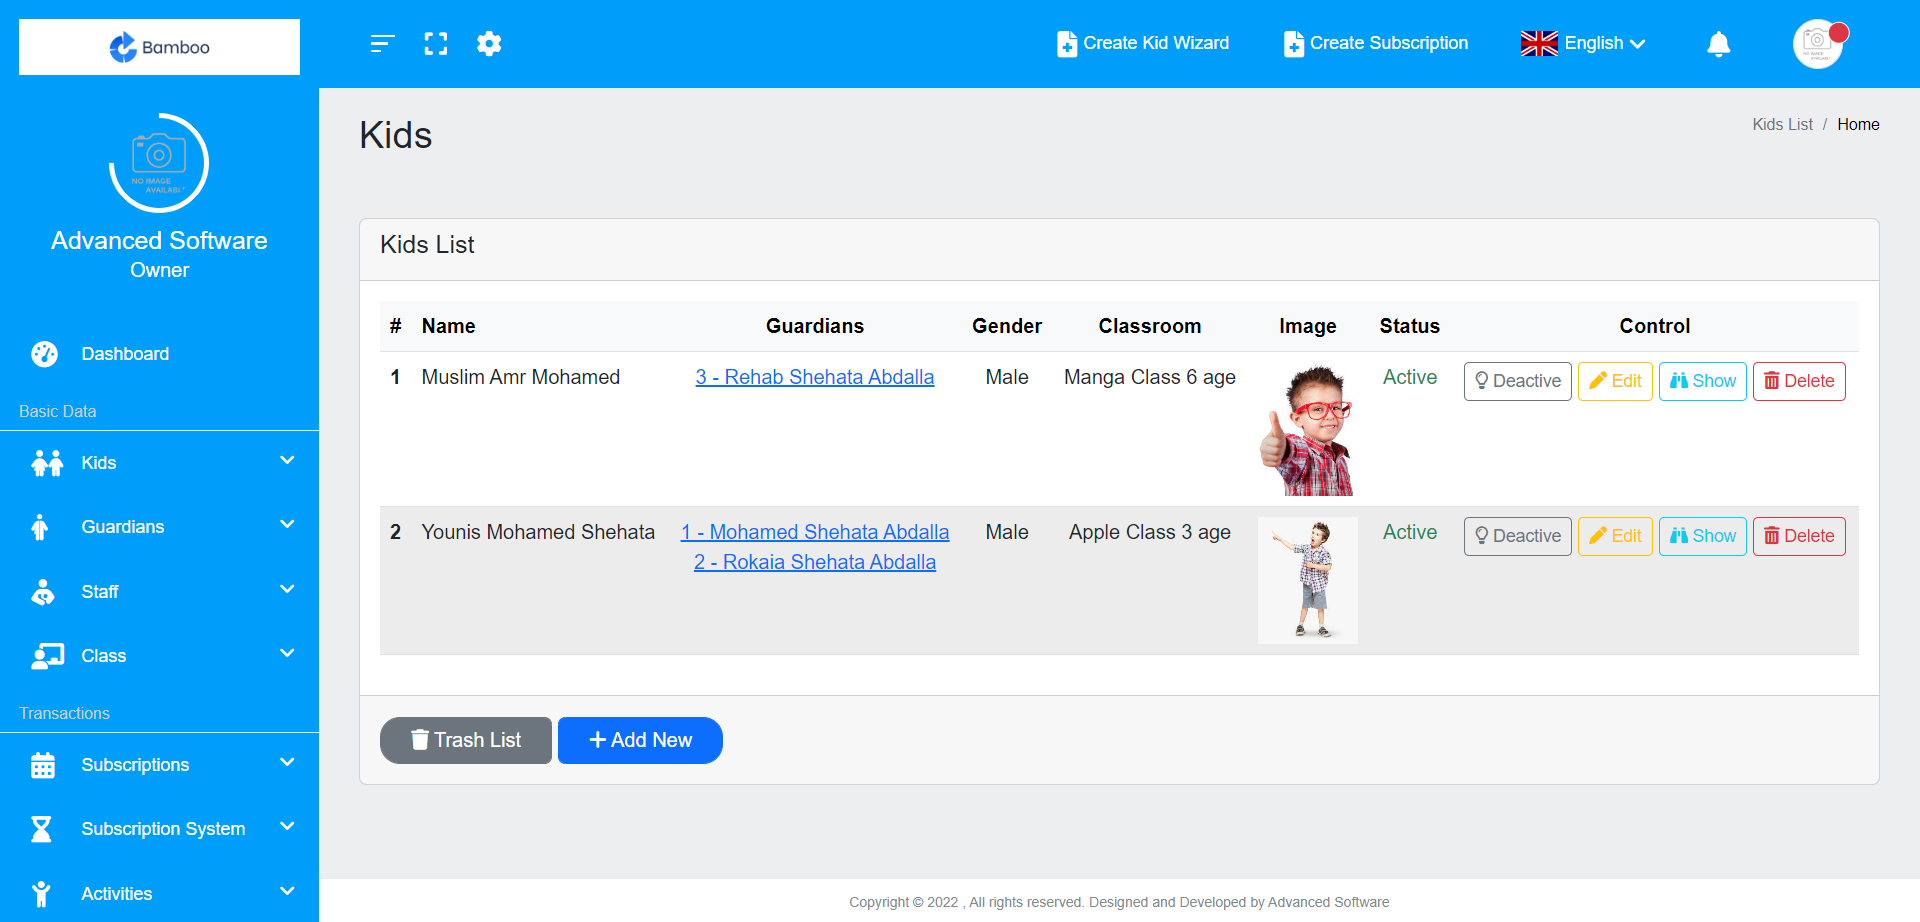 Bamboo
Create Kid Wizard
Create Subscription
English
NO IMAGE
Advanced Software
Owner
Dashboard
Basic Data
Kids
Guardians
Staff
Class
Transactions
Subscriptions
Subscription System
Activities
Kids
Kids List / Home
Kids List
# Name Guardians Gender Classroom Image Status Control
1 Muslim Amr Mohamed 3 - Rehab Shehata Abdalla Male Manga Class 6 age Active Deactive Edit Show Delete
2 Younis Mohamed Shehata 1 - Mohamed Shehata Abdalla Male Apple Class 3 age Active Deactive Edit Show Delete
2 - Rokaia Shehata Abdalla
Trash List
Add New
Copyright © 2022 , All rights reserved. Designed and Developed by Advanced Software